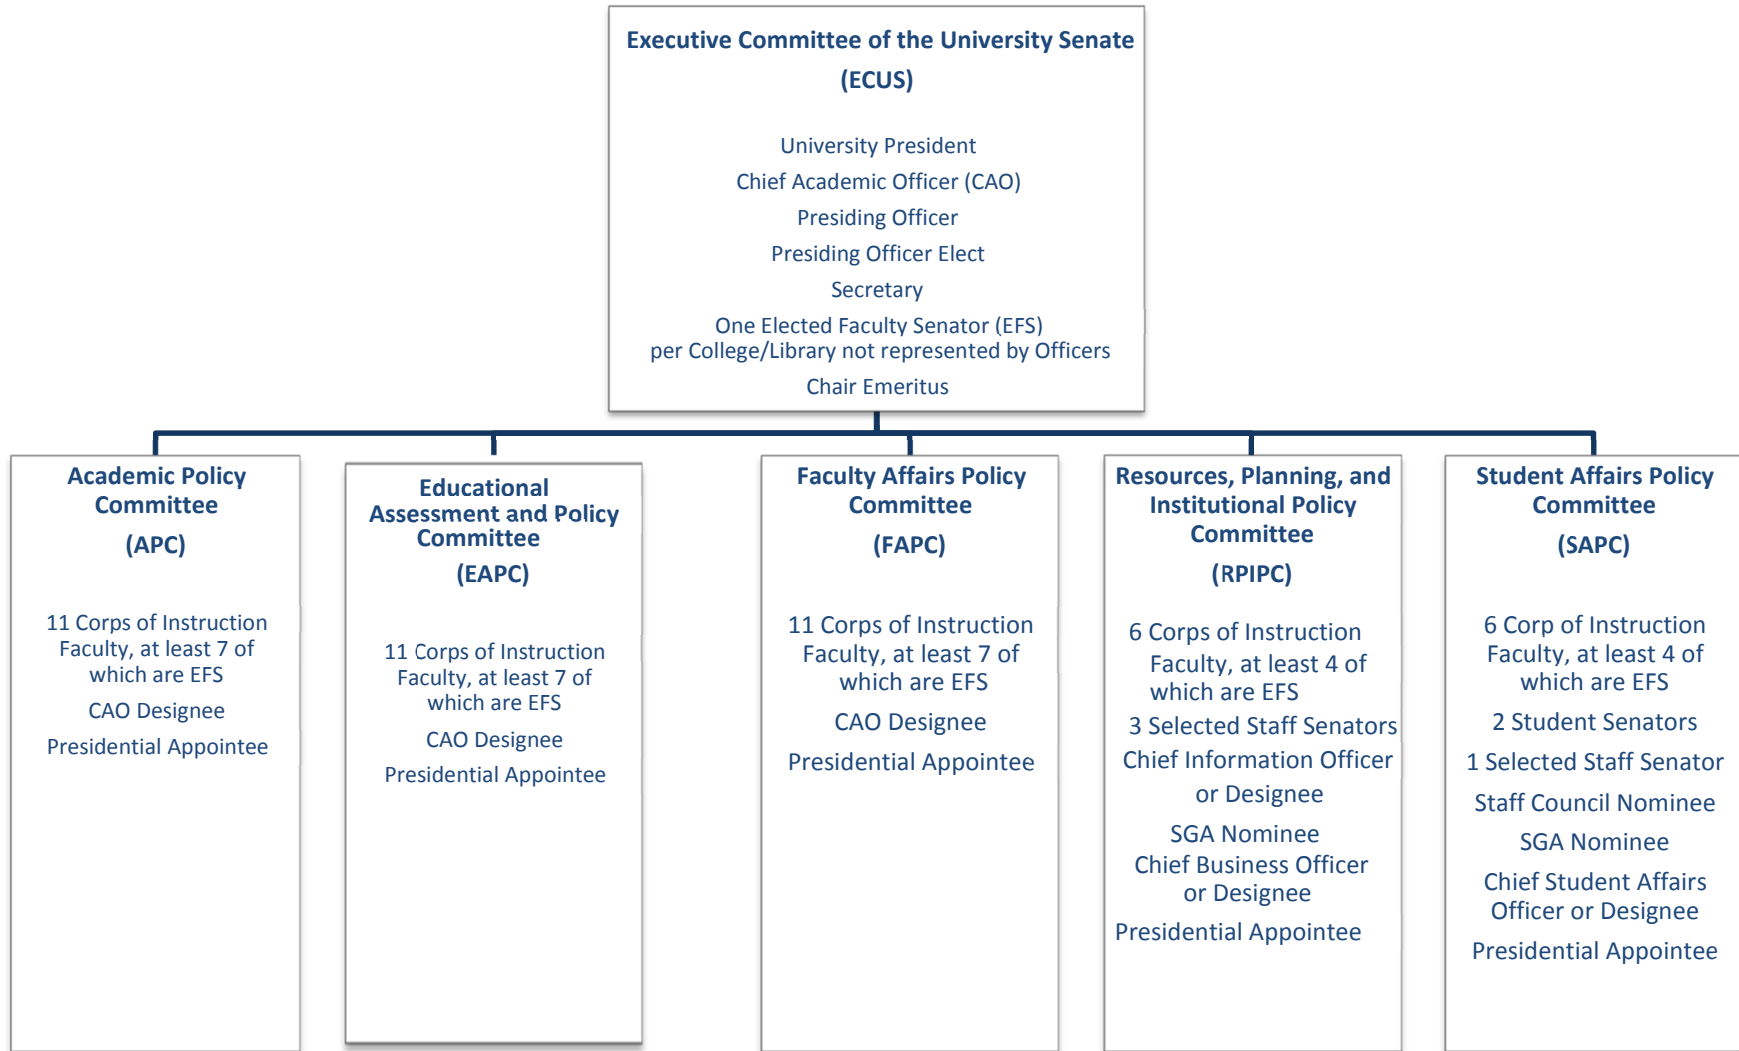 Executive Committee of the University Senate
(ECUS)
University President
Chief Academic Officer (CAO)
Presiding Officer
Presiding Officer Elect
Secretary
One Elected Faculty Senator (EFS)
per College/Library not represented by Officers
Chair Emeritus
Academic Policy
Committee
(APC)
11 Corps of Instruction
Faculty, at least 7 of
which are EFS
CAO Designee
Presidential Appointee
Educational
Assessment and Policy
Committee
(EAPC)
11 Corps of Instruction
Faculty, at least 7 of
which are EFS
CAO Designee
Presidential Appointee
Faculty Affairs Policy
Committee
(FAPC)
11 Corps of Instruction
Faculty, at least 7 of
which are EFS
CAO Designee
Presidential Appointee
Resources, Planning, and
Institutional Policy
Committee
(RPIPC)
6 Corps of Instruction
Faculty, at least 4 of
which are EFS
3 Selected Staff Senators
Chief Information Officer
or Designee
SGA Nominee
Chief Business Officer
or Designee
Presidential Appointee
Student Affairs Policy
Committee
(SAPC)
6 Corp of Instruction
Faculty, at least 4 of
which are EFS
2 Student Senators
1 Selected Staff Senator
Staff Council Nominee
SGA Nominee
Chief Student Affairs
Officer or Designee
Presidential Appointee